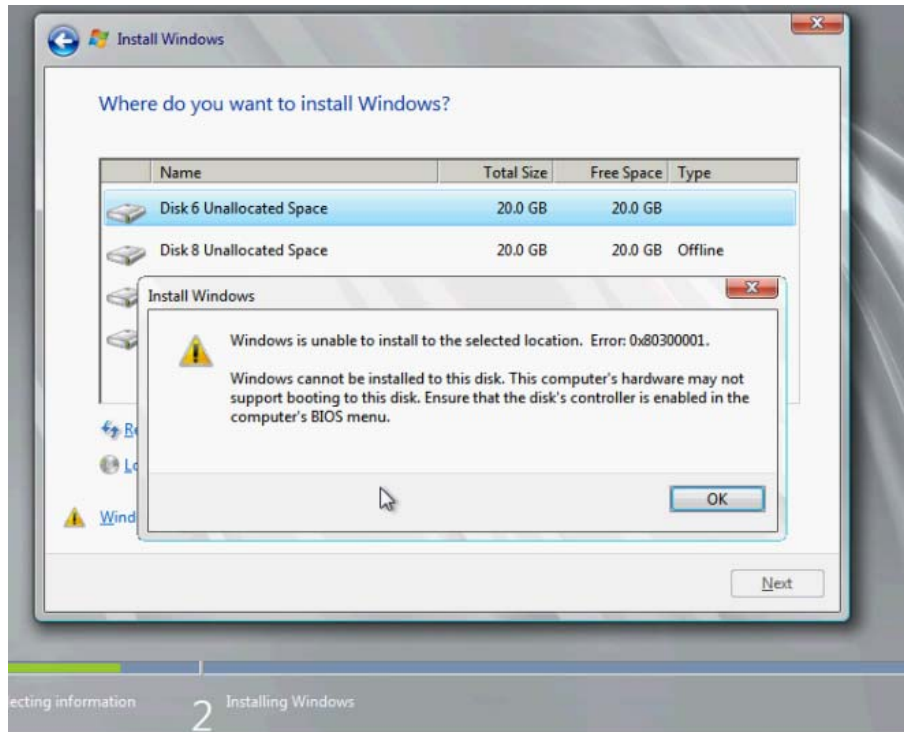 Install Windows
Where do you want to install Windows?
Name Total Size Free Space Type
Disk 6 Unallocated Space 20.0 GB 20.0 GB
Disk 8 Unallocated Space 20.0 GB 20.0 GB Offline
Install Windows
Windows is unable to install to the selected location. Error: 0x80300001.
Windows cannot be installed to this disk. This computer's hardware may not
support booting to this disk. Ensure that the disk's controller is enabled in the
computer's BIOS menu.
OK
Wind
Next
ecting information
2 Installing Windows